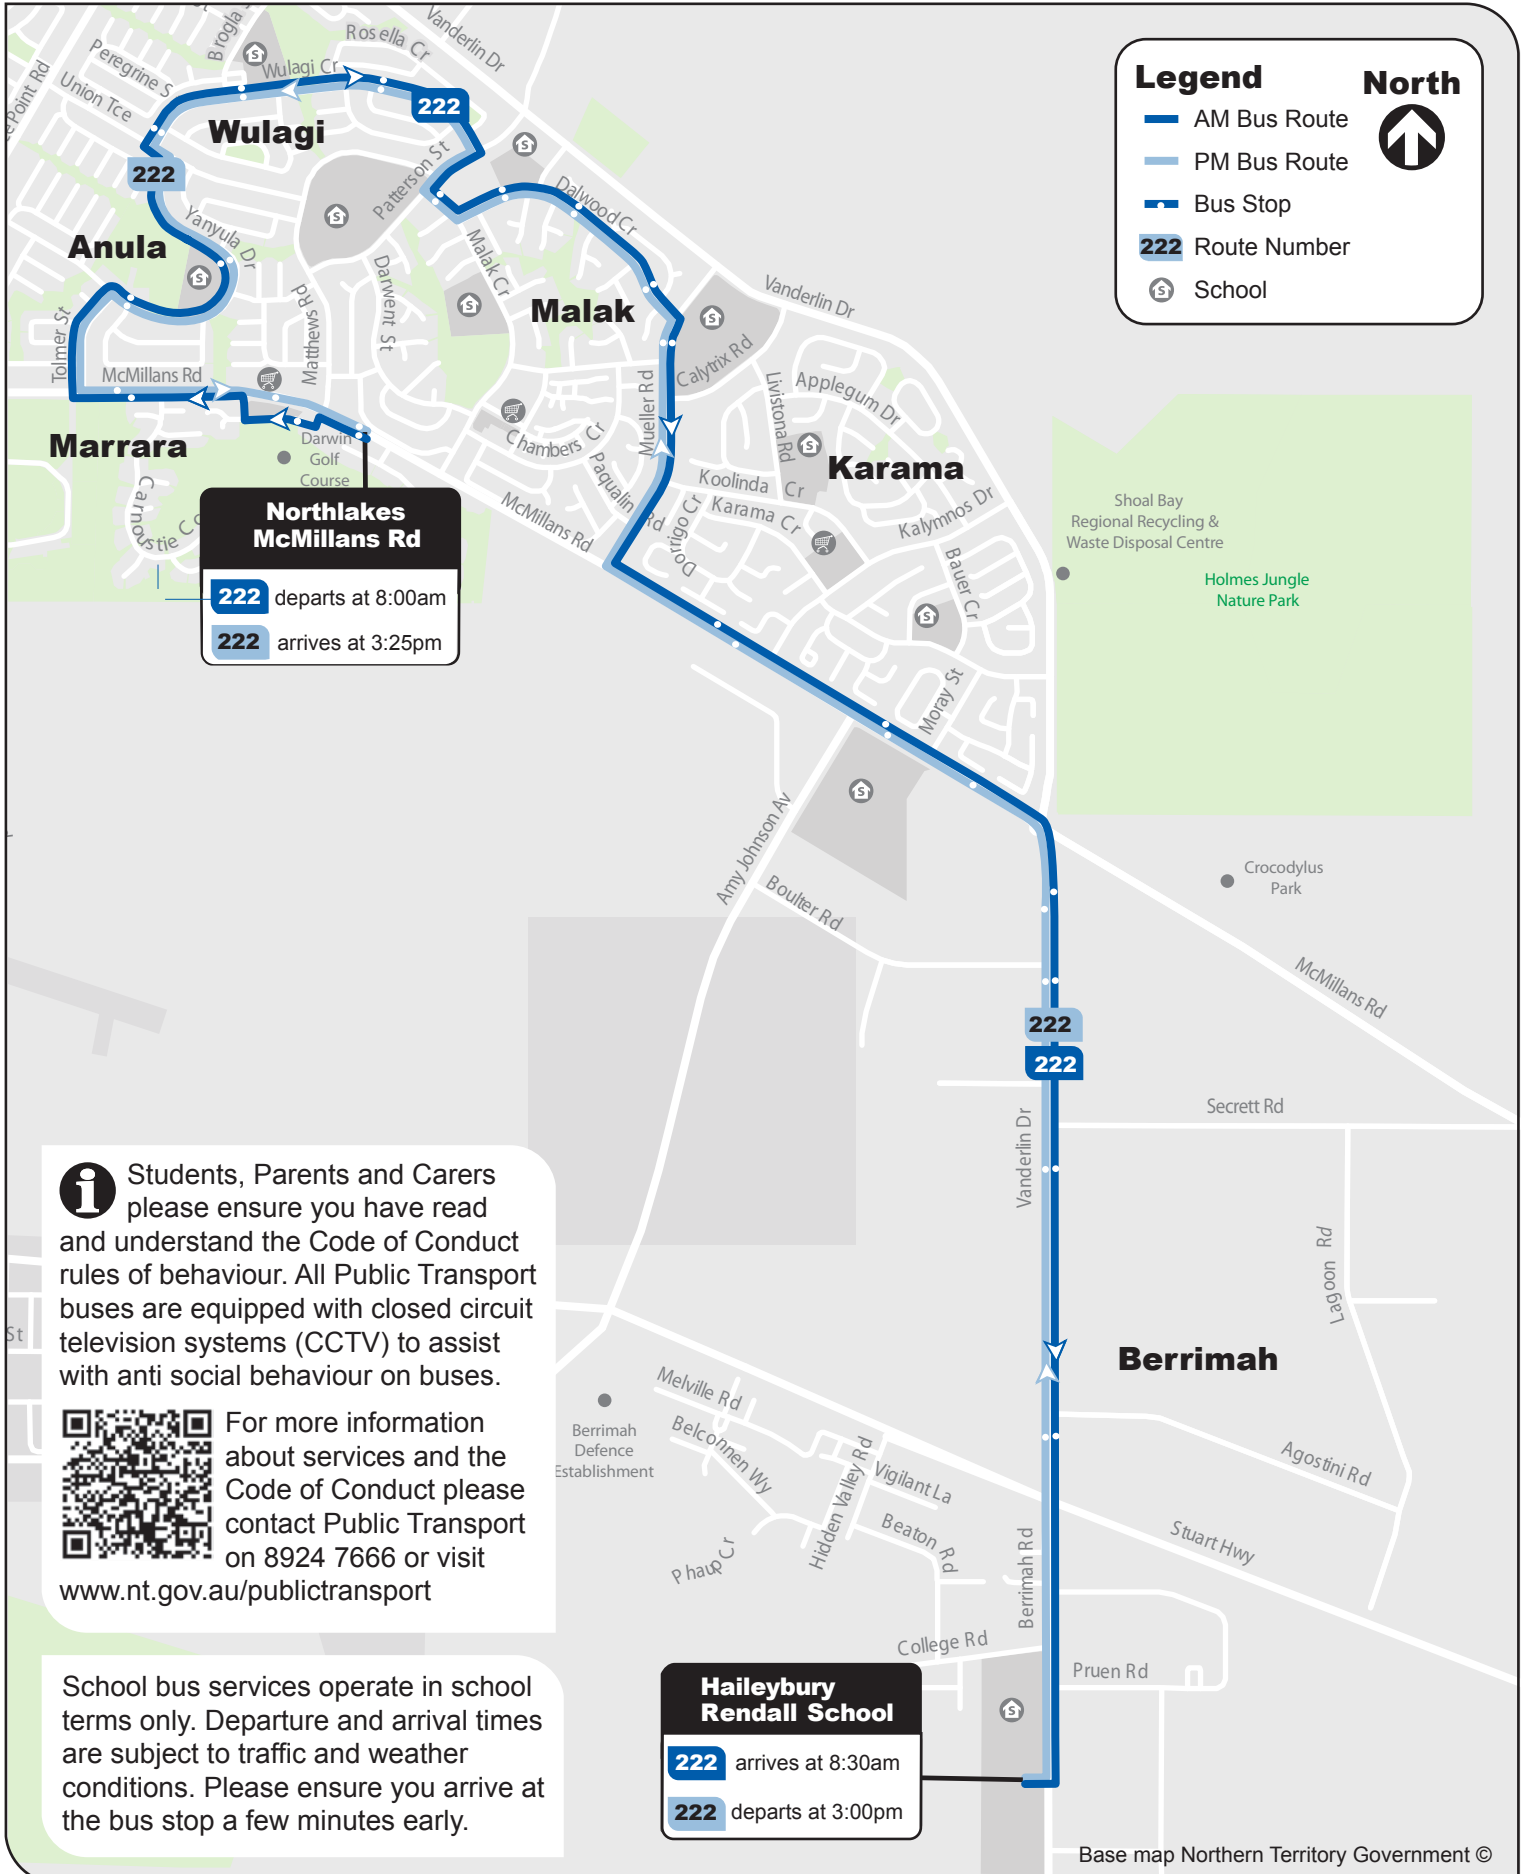 Legend
North
AM Bus Route
PM Bus Route
Bus Stop
222 Route Number
School
Vanderlin Dr
Rosella Cr
Brogla
Peregrine S
Union Tce
Point Rd
Wulagi Cr
222
Wulagi
222
Patterson St
Dalwood Cr
Yanyula Dr
Anula
Malak Cr
Darwent St
Matthews Rd
Malak
Vanderlin Dr
Tolmer St
McMillans Rd
Calytrix Rd
Mueller Rd
Livistona Rd
Applegum Dr
Marrara
Darwin
Golf
Course
Chambers Cr
Paqualin Rd
Karama
Koolinda Cr
Karama Cr
Dorrigo Cr
Kalymnos Dr
Bauer Cr
McMillans Rd
Carnoustie C
Northlakes
McMillans Rd
222 departs at 8:00am
222 arrives at 3:25pm
Shoal Bay
Regional Recycling &
Waste Disposal Centre
Holmes Jungle
Nature Park
Moray St
Amy Johnson Av
Boulter Rd
Crocodylus
Park
McMillans Rd
222
222
Secrett Rd
Vanderlin Dr
Lagoon Rd
Students, Parents and Carers
please ensure you have read
and understand the Code of Conduct
rules of behaviour. All Public Transport
buses are equipped with closed circuit
television systems (CCTV) to assist
with anti social behaviour on buses.
St
For more information
about services and the
Code of Conduct please
contact Public Transport
on 8924 7666 or visit
www.nt.gov.au/publictransport
Berrimah
Melville Rd
Belconnen Wy
Berrimah
Defence
Establishment
Hidden Valley Rd
Vigilant La
Beaton Rd
Phaup Cr
Agostini Rd
Stuart Hwy
Berrimah Rd
College Rd
Pruen Rd
Haileybury
Rendall School
222 arrives at 8:30am
222 departs at 3:00pm
School bus services operate in school
terms only. Departure and arrival times
are subject to traffic and weather
conditions. Please ensure you arrive at
the bus stop a few minutes early.
Base map Northern Territory Government ©